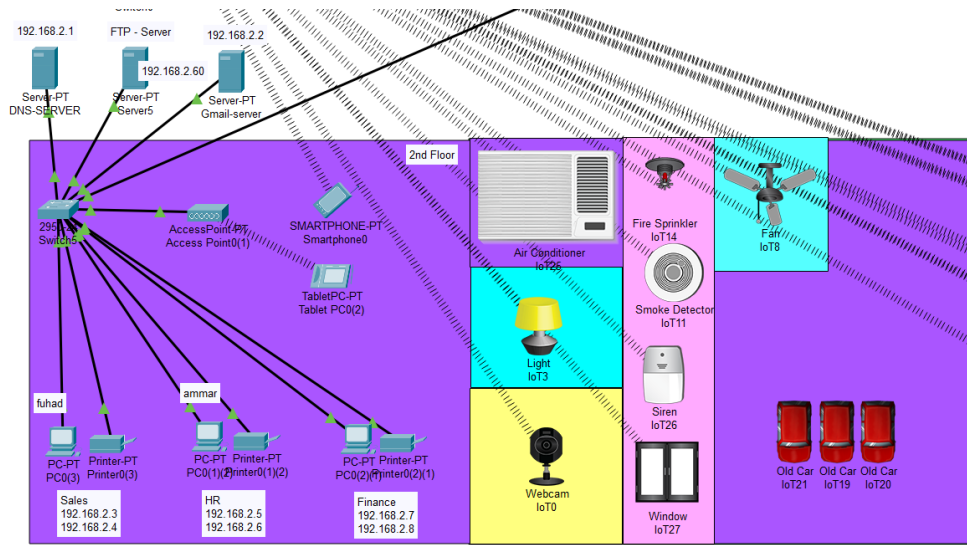 192.168.2.1
FTP - Server
192.168.2.2
192.168.2.60
Server-PT
DNS-SERVER
Server-PT
Server5
Server-PT
Gmail-server
2nd Floor
Switch5
AccessPoint-PT
Access Point0(1)
SMARTPHONE-PT
Smartphone0
TabletPC-PT
Tablet PC0(2)
Air Conditioner
IoT25
Fire Sprinkler
IoT14
Fan
IoT8
Smoke Detector
IoT11
Light
IoT3
Siren
IoT26
Webcam
IoT0
Window
IoT27
Old Car
IoT21
Old Car
IoT19
Old Car
IoT20
fuhad
ammar
PC-PT
PC0(3)
Printer-PT
Printer0(3)
PC-PT
PC0(1)(2)
Printer-PT
Printer0(1)(2)
PC-PT
PC0(2)(1)
Printer-PT
Printer0(2)(1)
Sales
192.168.2.3
192.168.2.4
HR
192.168.2.5
192.168.2.6
Finance
192.168.2.7
192.168.2.8